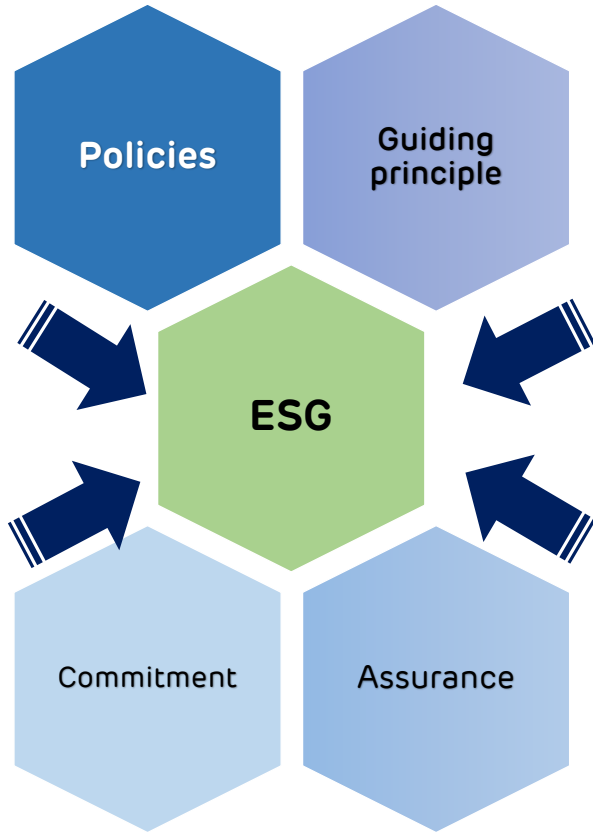 Policies
Guiding
principle
ESG
Commitment
Assurance